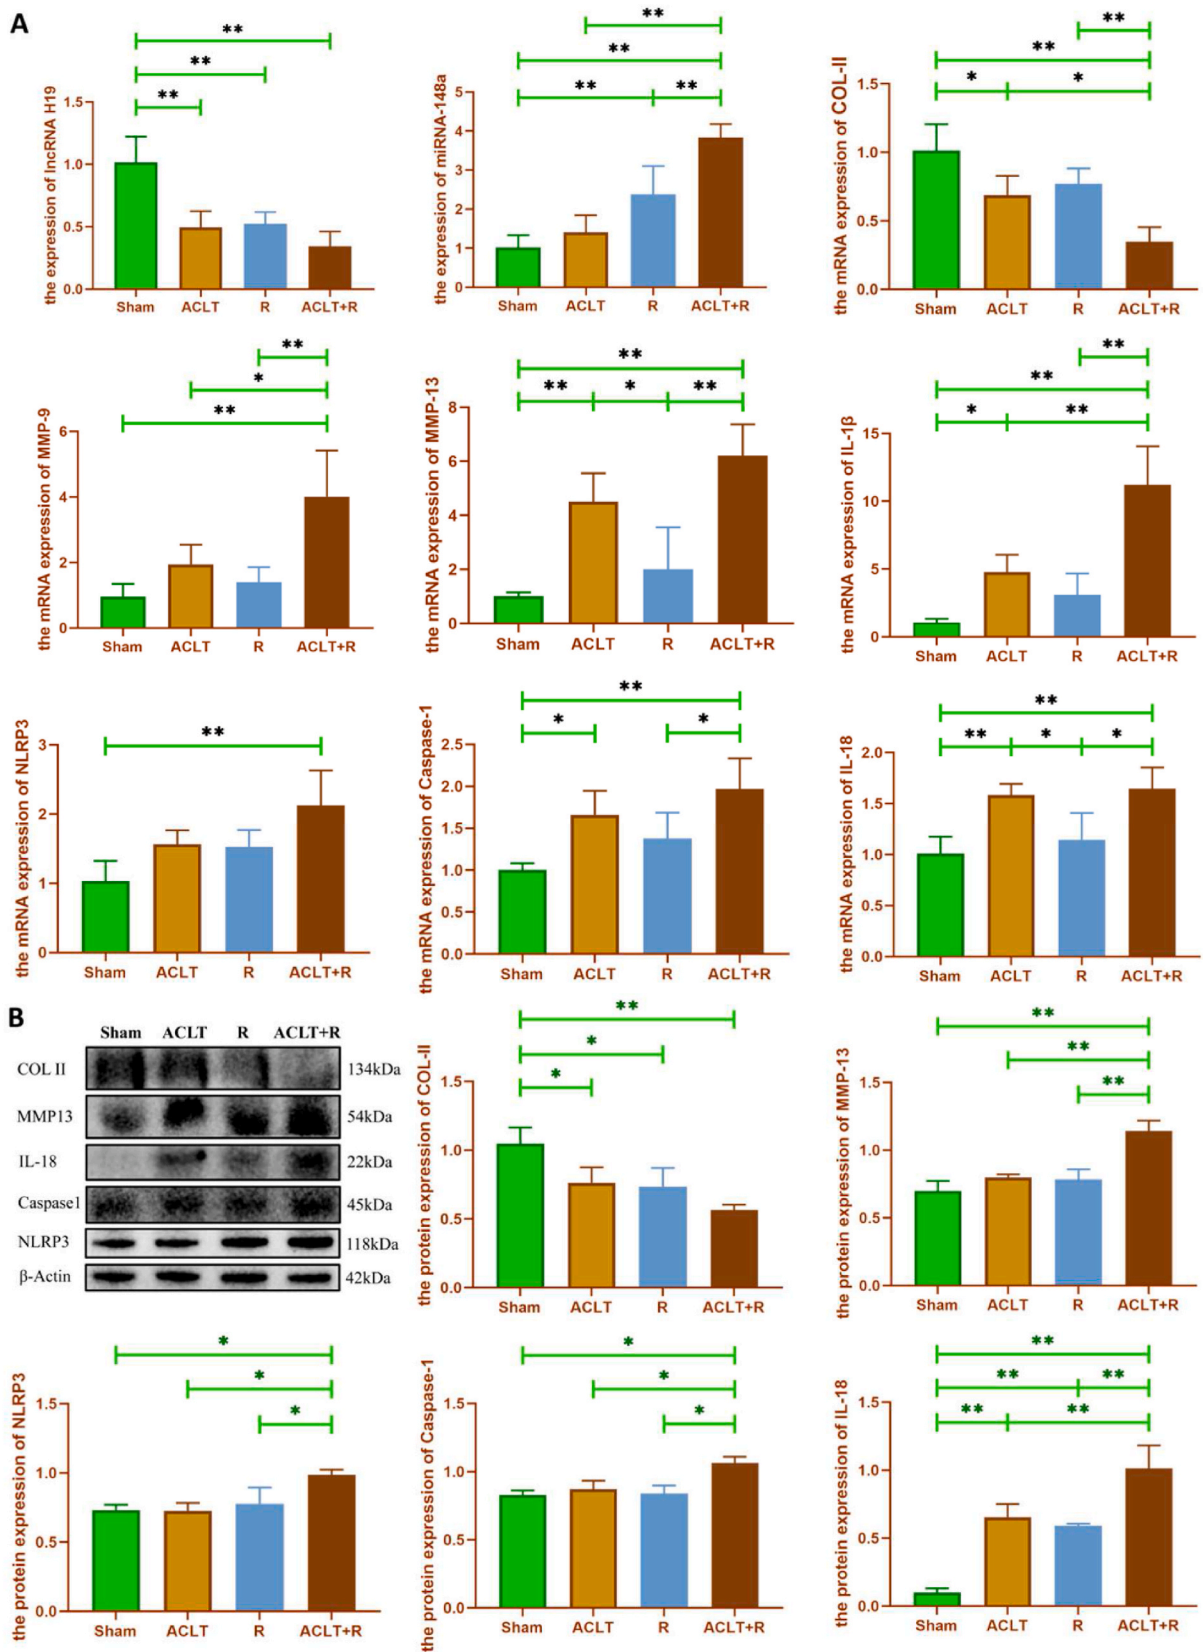 A
the expression of lncRNA H19
1.5
1.0
0.5
0.0
** ** **
Sham ACLT R ACLT+R
the expression of miRNA-148a
5
4
3
2
1
0
** ** ** **
Sham ACLT R ACLT+R
the mRNA expression of COL-II
1.5
1.0
0.5
0.0
** ** * *
Sham ACLT R ACLT+R
the mRNA expression of MMP-9
6
4
2
0
** * **
Sham ACLT R ACLT+R
the mRNA expression of MMP-13
8
6
4
2
0
** ** * **
Sham ACLT R ACLT+R
the mRNA expression of IL-1β
15
10
5
0
** ** * **
Sham ACLT R ACLT+R
the mRNA expression of NLRP3
3
2
1
0
**
Sham ACLT R ACLT+R
the mRNA expression of Caspase-1
2.5
2.0
1.5
1.0
0.5
0.0
** * *
Sham ACLT R ACLT+R
the mRNA expression of IL-18
2.0
1.5
1.0
0.5
0.0
** ** * *
Sham ACLT R ACLT+R
B
Sham ACLT R ACLT+R
COL II 134kDa
MMP13 54kDa
IL-18 22kDa
Caspase1 45kDa
NLRP3 118kDa
β-Actin 42kDa
the protein expression of COL-II
1.5
1.0
0.5
0.0
** * *
Sham ACLT R ACLT+R
the protein expression of MMP-13
1.5
1.0
0.5
0.0
** ** **
Sham ACLT R ACLT+R
the protein expression of NLRP3
1.5
1.0
0.5
0.0
* * *
Sham ACLT R ACLT+R
the protein expression of Caspase-1
1.5
1.0
0.5
0.0
* * *
Sham ACLT R ACLT+R
the protein expression of IL-18
1.5
1.0
0.5
0.0
** ** ** ** **
Sham ACLT R ACLT+R